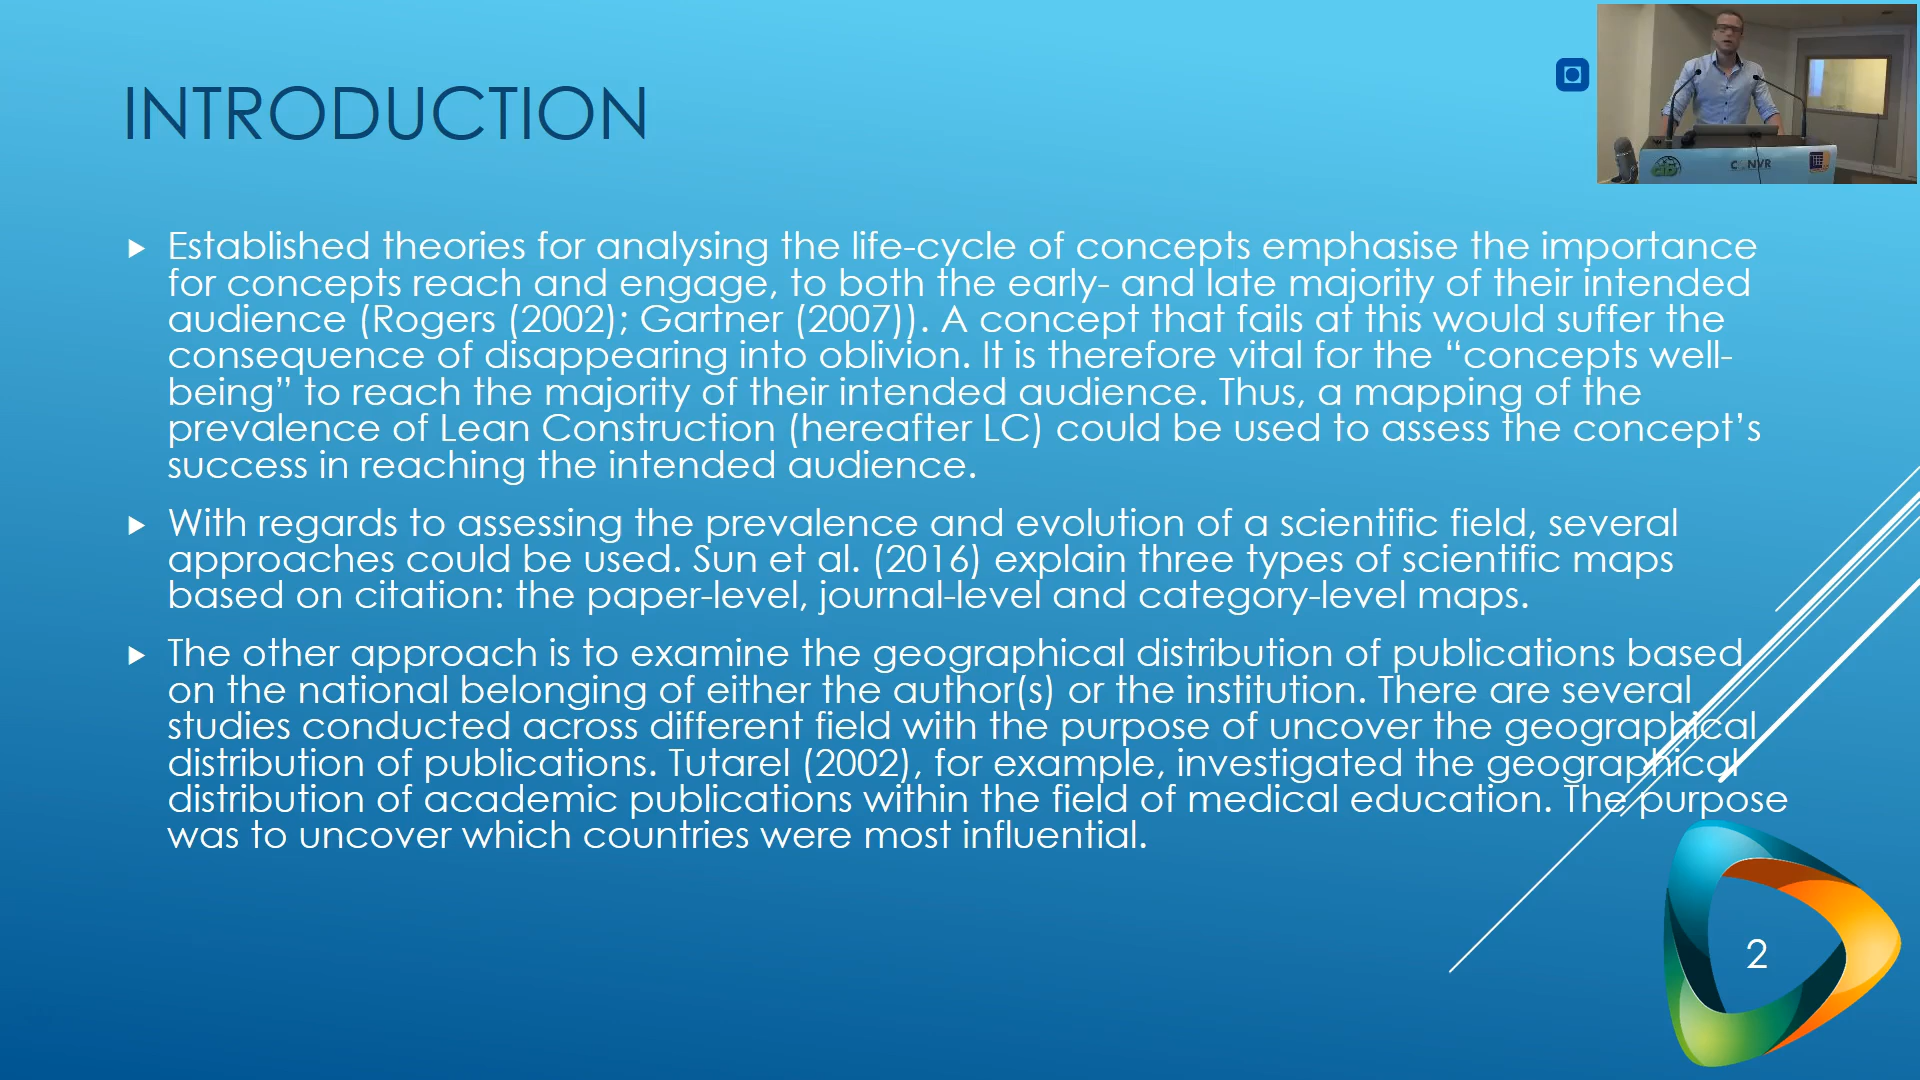 INTRODUCTION
Established theories for analysing the life-cycle of concepts emphasise the importance
for concepts reach and engage, to both the early- and late majority of their intended
audience (Rogers (2002); Gartner (2007)). A concept that fails at this would suffer the
consequence of disappearing into oblivion. It is therefore vital for the “concepts well-
being” to reach the majority of their intended audience. Thus, a mapping of the
prevalence of Lean Construction (hereafter LC) could be used to assess the concept’s
success in reaching the intended audience.
With regards to assessing the prevalence and evolution of a scientific field, several
approaches could be used. Sun et al. (2016) explain three types of scientific maps
based on citation: the paper-level, journal-level and category-level maps.
The other approach is to examine the geographical distribution of publications based
on the national belonging of either the author(s) or the institution. There are several
studies conducted across different field with the purpose of uncover the geographical
distribution of publications. Tutarel (2002), for example, investigated the geographical
distribution of academic publications within the field of medical education. The purpose
was to uncover which countries were most influential.
2